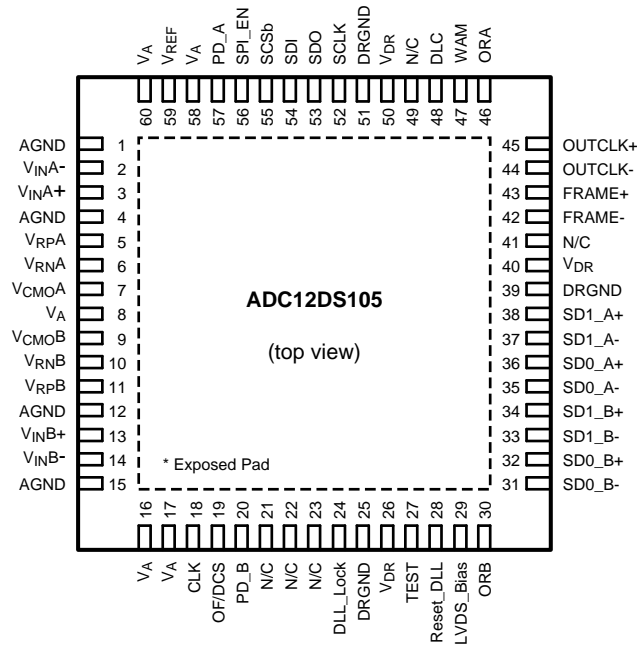 VA VREF VA PD_A SPI_EN SCSb SDI SDO SCLK DRGND VDR N/C DLC WAM ORA
60 59 58 57 56 55 54 53 52 51 50 49 48 47 46
AGND 1
VINA- 2
VINA+ 3
AGND 4
VRPA 5
VRNA 6
VCMOA 7
VA 8
VCMOB 9
VRNB 10
VRPB 11
AGND 12
VINB+ 13
VINB- 14
AGND 15
ADC12DS105
(top view)
* Exposed Pad
45 OUTCLK+
44 OUTCLK-
43 FRAME+
42 FRAME-
41 N/C
40 VDR
39 DRGND
38 SD1_A+
37 SD1_A-
36 SD0_A+
35 SD0_A-
34 SD1_B+
33 SD1_B-
32 SD0_B+
31 SD0_B-
16 17 18 19 20 21 22 23 24 25 26 27 28 29 30
VA VA CLK OF/DCS PD_B N/C N/C N/C DLL_Lock DRGND VDR TEST Reset_DLL LVDS_Bias ORB